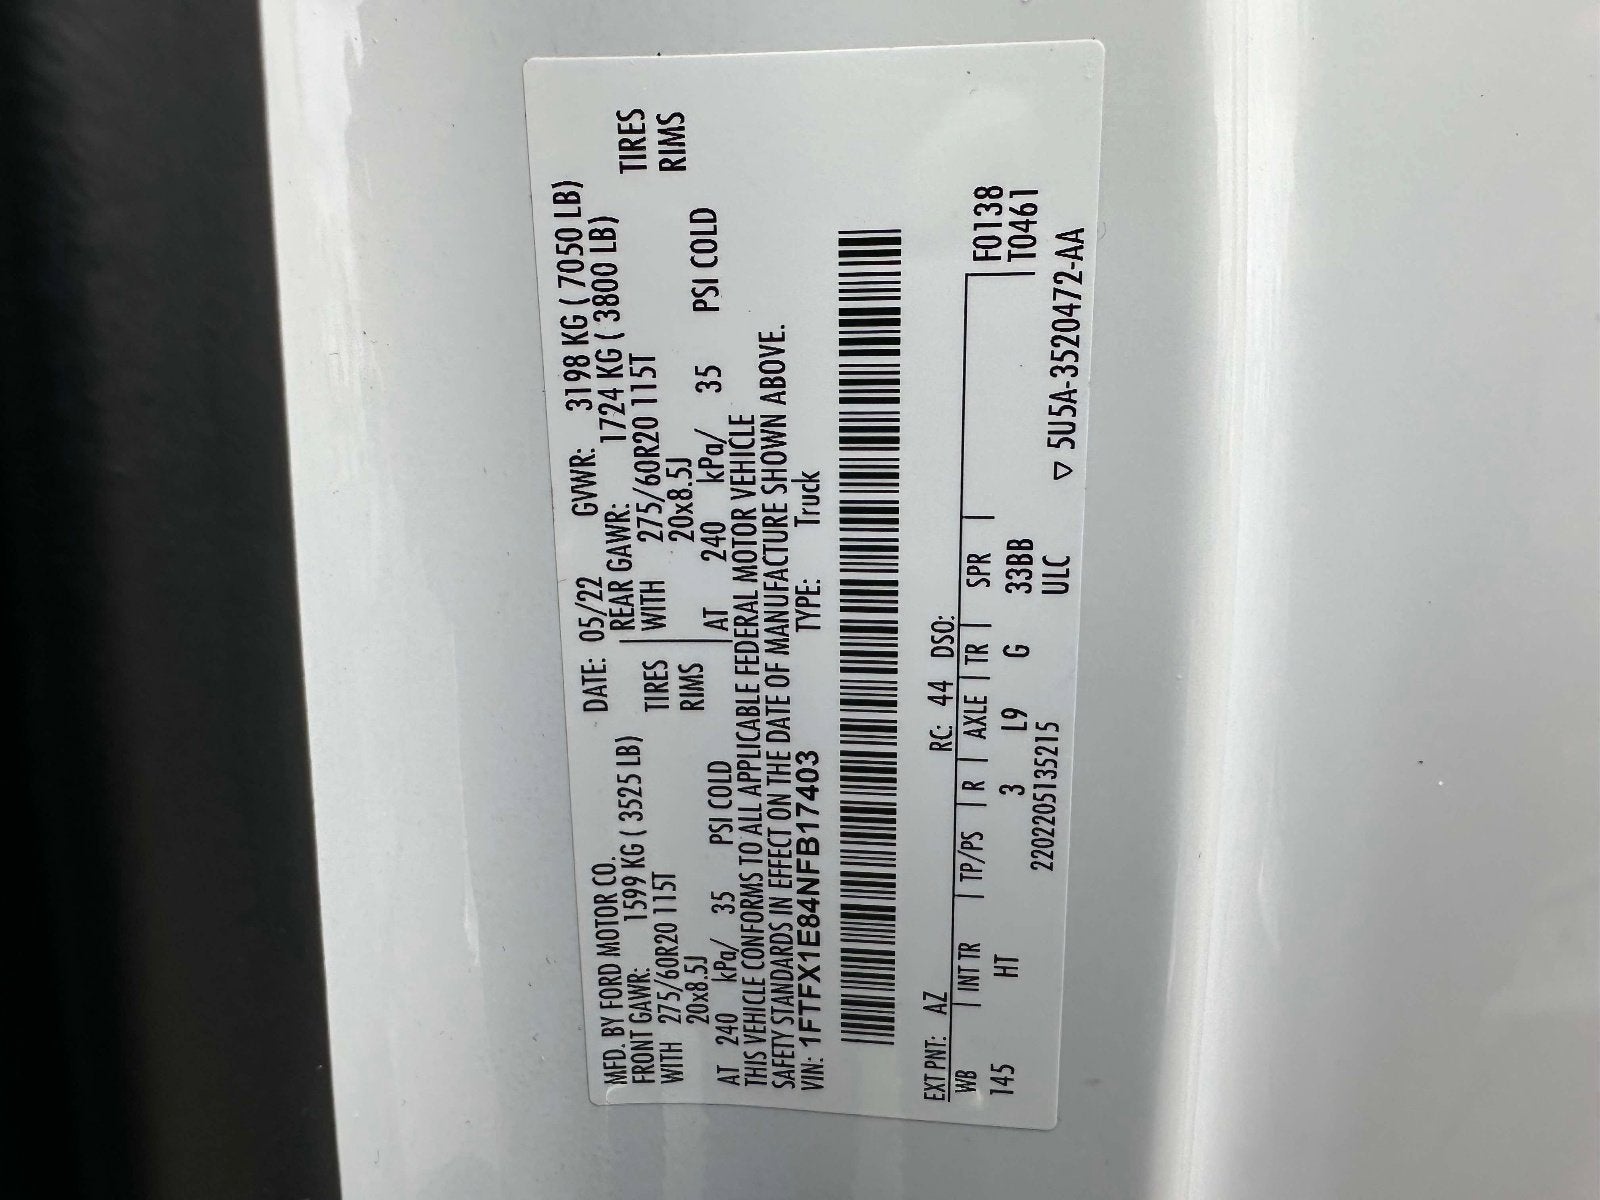 MFD. BY FORD MOTOR CO. DATE: 05/22 GVWR: 3198 KG ( 7050 LB)
FRONT GAWR: 1599 KG ( 3525 LB) REAR GAWR: 1724 KG ( 3800 LB)
WITH 275/60R20 115T TIRES WITH 275/60R20 115T TIRES
20x8.5J RIMS 20x8.5J RIMS
AT 240 kPa/ 35 PSI COLD AT 240 kPa/ 35 PSI COLD
THIS VEHICLE CONFORMS TO ALL APPLICABLE FEDERAL MOTOR VEHICLE
SAFETY STANDARDS IN EFFECT ON THE DATE OF MANUFACTURE SHOWN ABOVE.
VIN: 1FTFX1E84NFB17403 TYPE: Truck
EXT PNT: AZ RC: 44 DSO:
WB | INT TR | TP/PS | R | AXLE | TR | SPR | F0138
145 HT 3 L9 G 33BB T0461
2202205135215 ULC
▽ 5U5A-3520472-AA